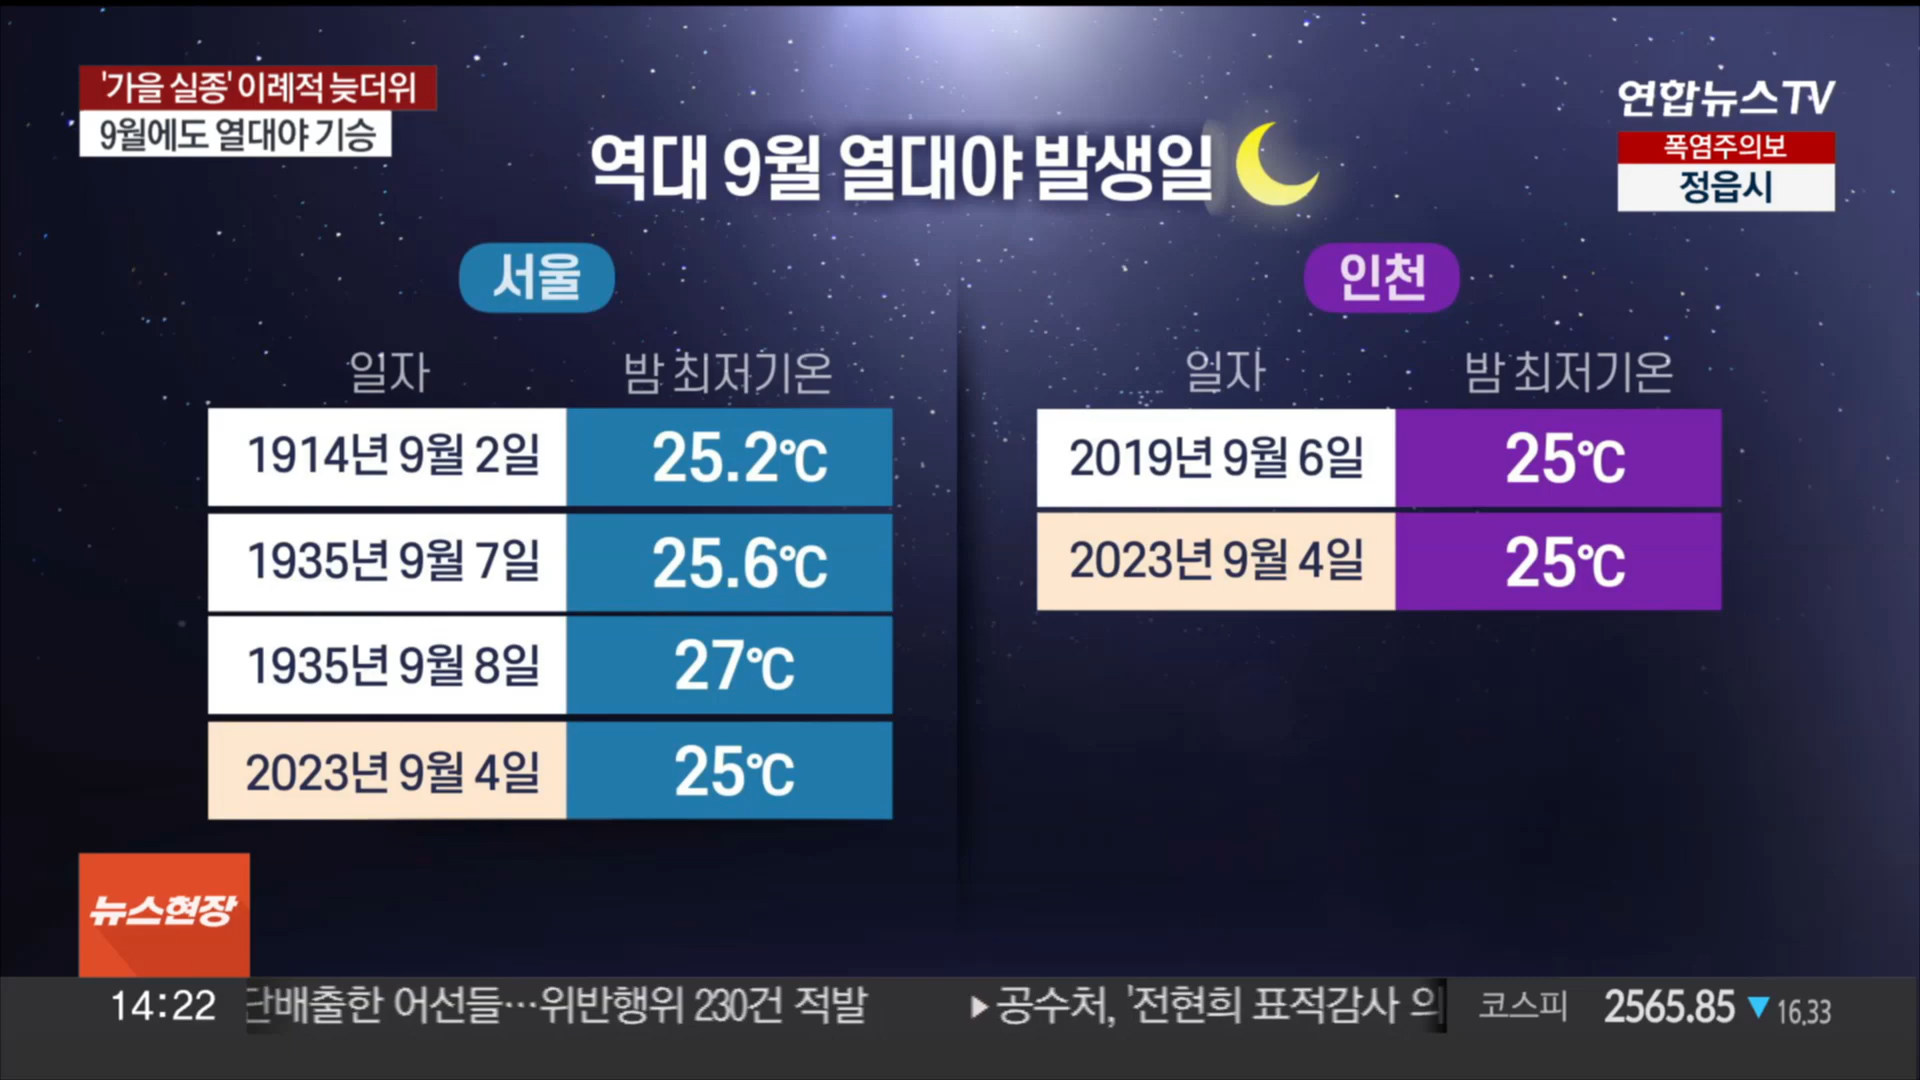 '가을 실종' 이례적 늦더위
9월에도 열대야 기승
연합뉴스TV
폭염주의보
정읍시
역대 9월 열대야 발생일
서울
일자 밤 최저기온
1914년 9월 2일 25.2℃
1935년 9월 7일 25.6℃
1935년 9월 8일 27℃
2023년 9월 4일 25℃
인천
일자 밤 최저기온
2019년 9월 6일 25℃
2023년 9월 4일 25℃
뉴스현장
14:22 단배출한 어선들…위반행위 230건 적발 ▶공수처, '전현희 표적감사 의 코스피 2565.85 ▼ 16.33